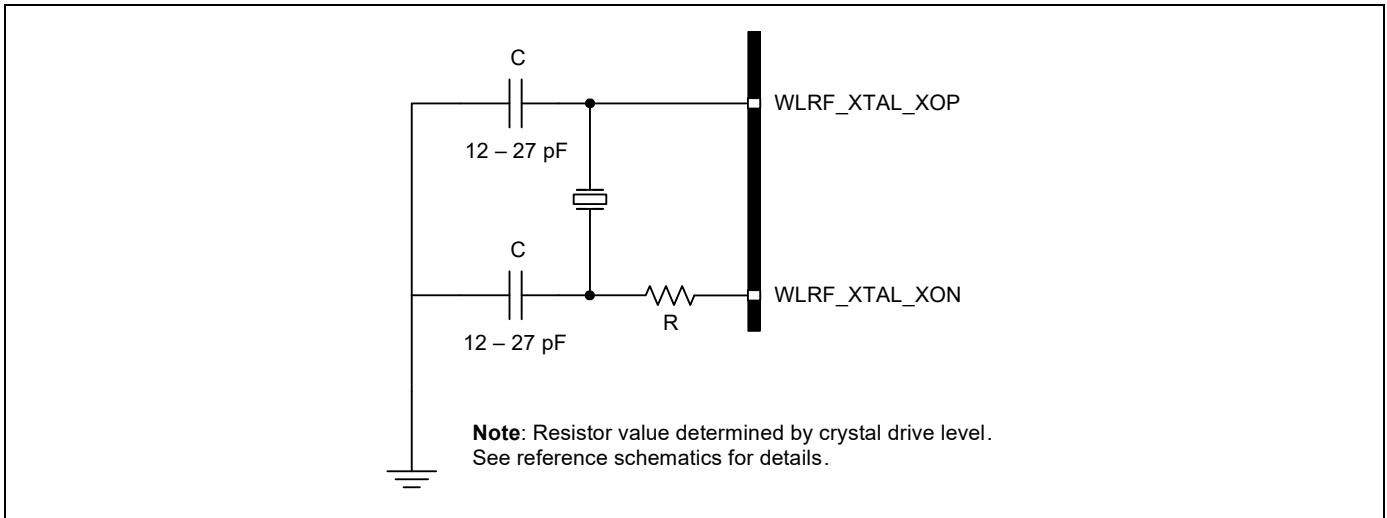 C
WLRF_XTAL_XOP
12 – 27 pF
C
WLRF_XTAL_XON
R
12 – 27 pF
Note: Resistor value determined by crystal drive level.
See reference schematics for details.